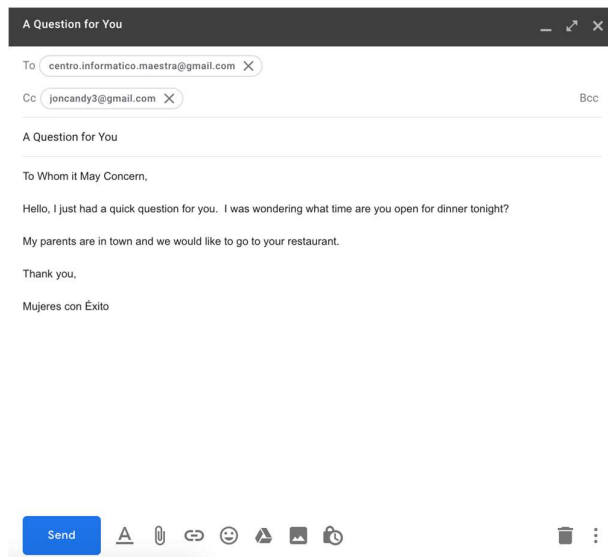 A Question for You
To centro.informatico.maestra@gmail.com
Cc joncandy3@gmail.com Bcc
A Question for You
To Whom it May Concern,
Hello, I just had a quick question for you. I was wondering what time are you open for dinner tonight?
My parents are in town and we would like to go to your restaurant.
Thank you,
Mujeres con Éxito
Send